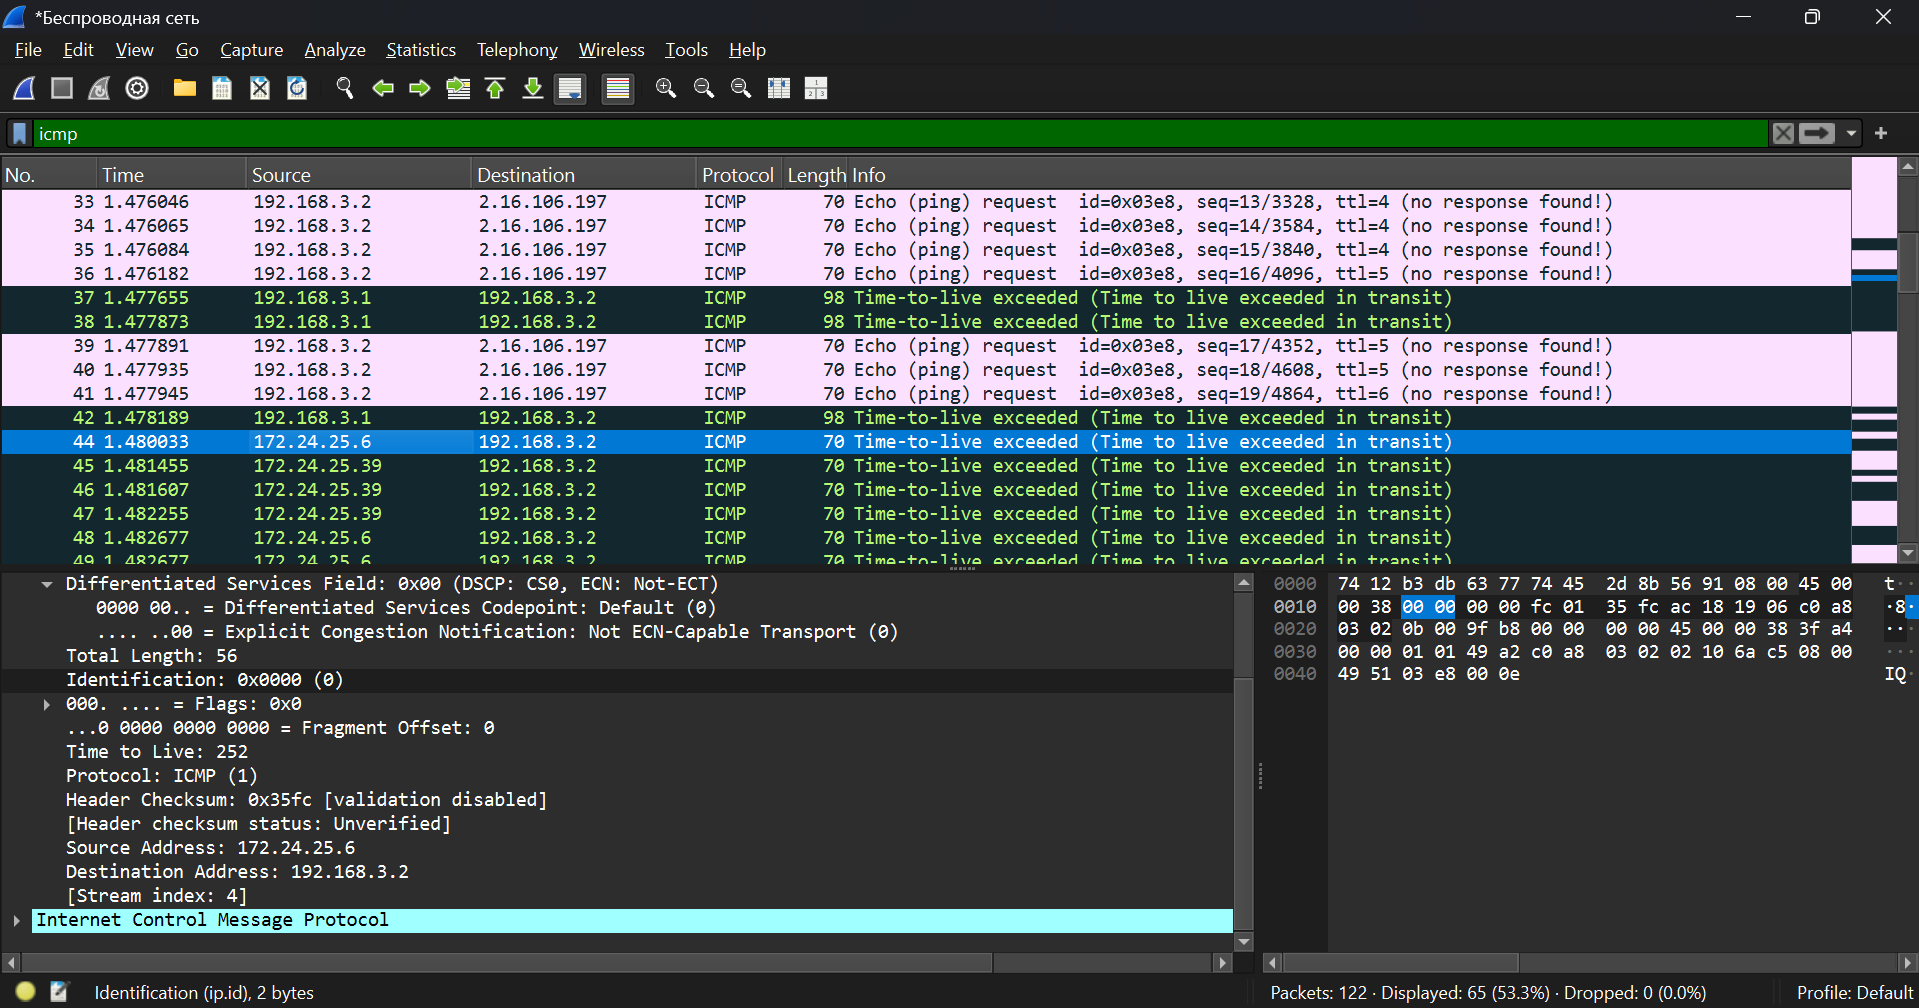 *Беспроводная сеть
File Edit View Go Capture Analyze Statistics Telephony Wireless Tools Help
icmp
No. Time Source Destination Protocol Length Info
33 1.476046 192.168.3.2 2.16.106.197 ICMP 70 Echo (ping) request id=0x03e8, seq=13/3328, ttl=4 (no response found!)
34 1.476065 192.168.3.2 2.16.106.197 ICMP 70 Echo (ping) request id=0x03e8, seq=14/3584, ttl=4 (no response found!)
35 1.476084 192.168.3.2 2.16.106.197 ICMP 70 Echo (ping) request id=0x03e8, seq=15/3840, ttl=4 (no response found!)
36 1.476182 192.168.3.2 2.16.106.197 ICMP 70 Echo (ping) request id=0x03e8, seq=16/4096, ttl=5 (no response found!)
37 1.477655 192.168.3.1 192.168.3.2 ICMP 98 Time-to-live exceeded (Time to live exceeded in transit)
38 1.477873 192.168.3.1 192.168.3.2 ICMP 98 Time-to-live exceeded (Time to live exceeded in transit)
39 1.477891 192.168.3.2 2.16.106.197 ICMP 70 Echo (ping) request id=0x03e8, seq=17/4352, ttl=5 (no response found!)
40 1.477935 192.168.3.2 2.16.106.197 ICMP 70 Echo (ping) request id=0x03e8, seq=18/4608, ttl=5 (no response found!)
41 1.477945 192.168.3.2 2.16.106.197 ICMP 70 Echo (ping) request id=0x03e8, seq=19/4864, ttl=6 (no response found!)
42 1.478189 192.168.3.1 192.168.3.2 ICMP 98 Time-to-live exceeded (Time to live exceeded in transit)
44 1.480033 172.24.25.6 192.168.3.2 ICMP 70 Time-to-live exceeded (Time to live exceeded in transit)
45 1.481455 172.24.25.39 192.168.3.2 ICMP 70 Time-to-live exceeded (Time to live exceeded in transit)
46 1.481607 172.24.25.39 192.168.3.2 ICMP 70 Time-to-live exceeded (Time to live exceeded in transit)
47 1.482255 172.24.25.39 192.168.3.2 ICMP 70 Time-to-live exceeded (Time to live exceeded in transit)
48 1.482677 172.24.25.6 192.168.3.2 ICMP 70 Time-to-live exceeded (Time to live exceeded in transit)
49 1.482677 172.24.25.6 192.168.3.2 ICMP 70 Time-to-live exceeded (Time to live exceeded in transit)
Differentiated Services Field: 0x00 (DSCP: CS0, ECN: Not-ECT)
0000 00.. = Differentiated Services Codepoint: Default (0)
.... ..00 = Explicit Congestion Notification: Not ECN-Capable Transport (0)
Total Length: 56
Identification: 0x0000 (0)
000. .... = Flags: 0x0
...0 0000 0000 0000 = Fragment Offset: 0
Time to Live: 252
Protocol: ICMP (1)
Header Checksum: 0x35fc [validation disabled]
[Header checksum status: Unverified]
Source Address: 172.24.25.6
Destination Address: 192.168.3.2
[Stream index: 4]
Internet Control Message Protocol
0000 74 12 b3 db 63 77 74 45 2d 8b 56 91 08 00 45 00 t··
0010 00 38 00 00 00 00 fc 01 35 fc ac 18 19 06 c0 a8 ·8·
0020 03 02 0b 00 9f b8 00 00 00 00 45 00 00 38 3f a4 ···
0030 00 00 01 01 49 a2 c0 a8 03 02 02 10 6a c5 08 00 ···
0040 49 51 03 e8 00 0e IQ·
Identification (ip.id), 2 bytes
Packets: 122 · Displayed: 65 (53.3%) · Dropped: 0 (0.0%)
Profile: Default